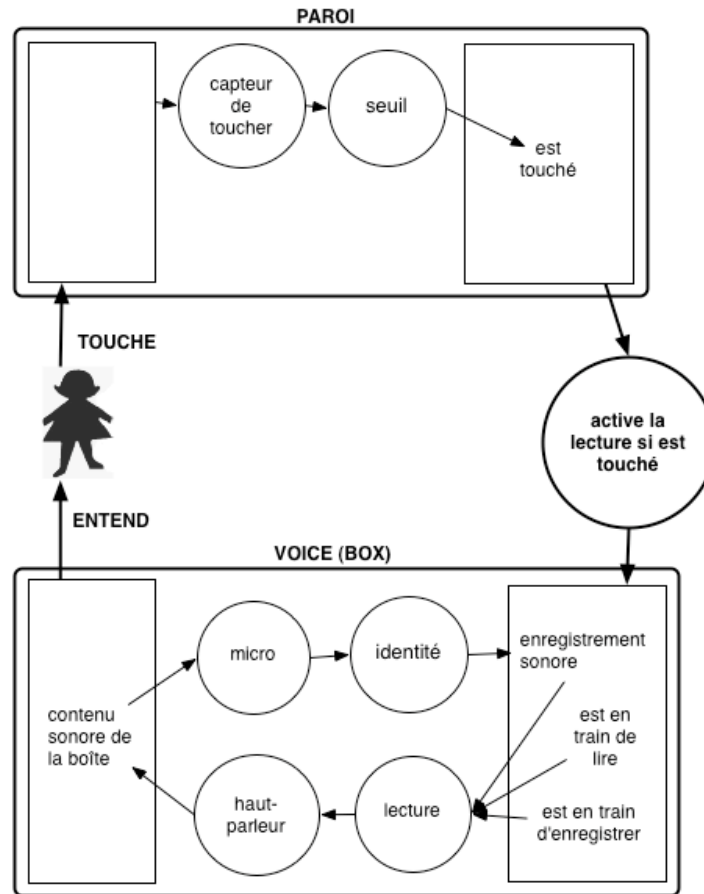 PAROI
capteur
de
toucher
seuil
est
touché
TOUCHE
active la
lecture si est
touché
ENTEND
VOICE (BOX)
micro
identité
enregistrement
sonore
contenu
sonore de
la boîte
est en
train de
lire
haut-
parleur
lecture
est en train
d'enregistrer